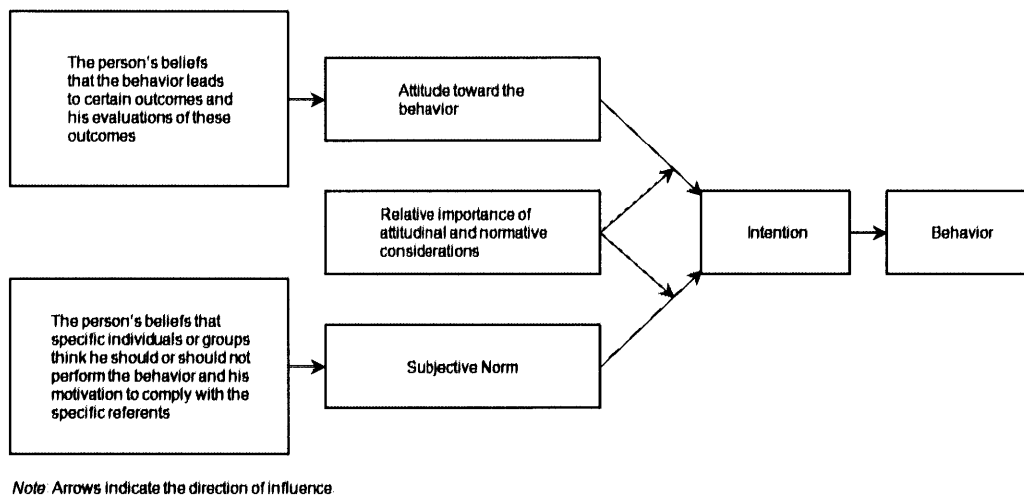 The person's beliefs
that the behavior leads
to certain outcomes and
his evaluations of these
outcomes
Attitude toward the
behavior
Relative importance of
attitudinal and normative
considerations
Intention
Behavior
The person's beliefs that
specific individuals or groups
think he should or should not
perform the behavior and his
motivation to comply with the
specific referents
Subjective Norm
Note Arrows indicate the direction of influence